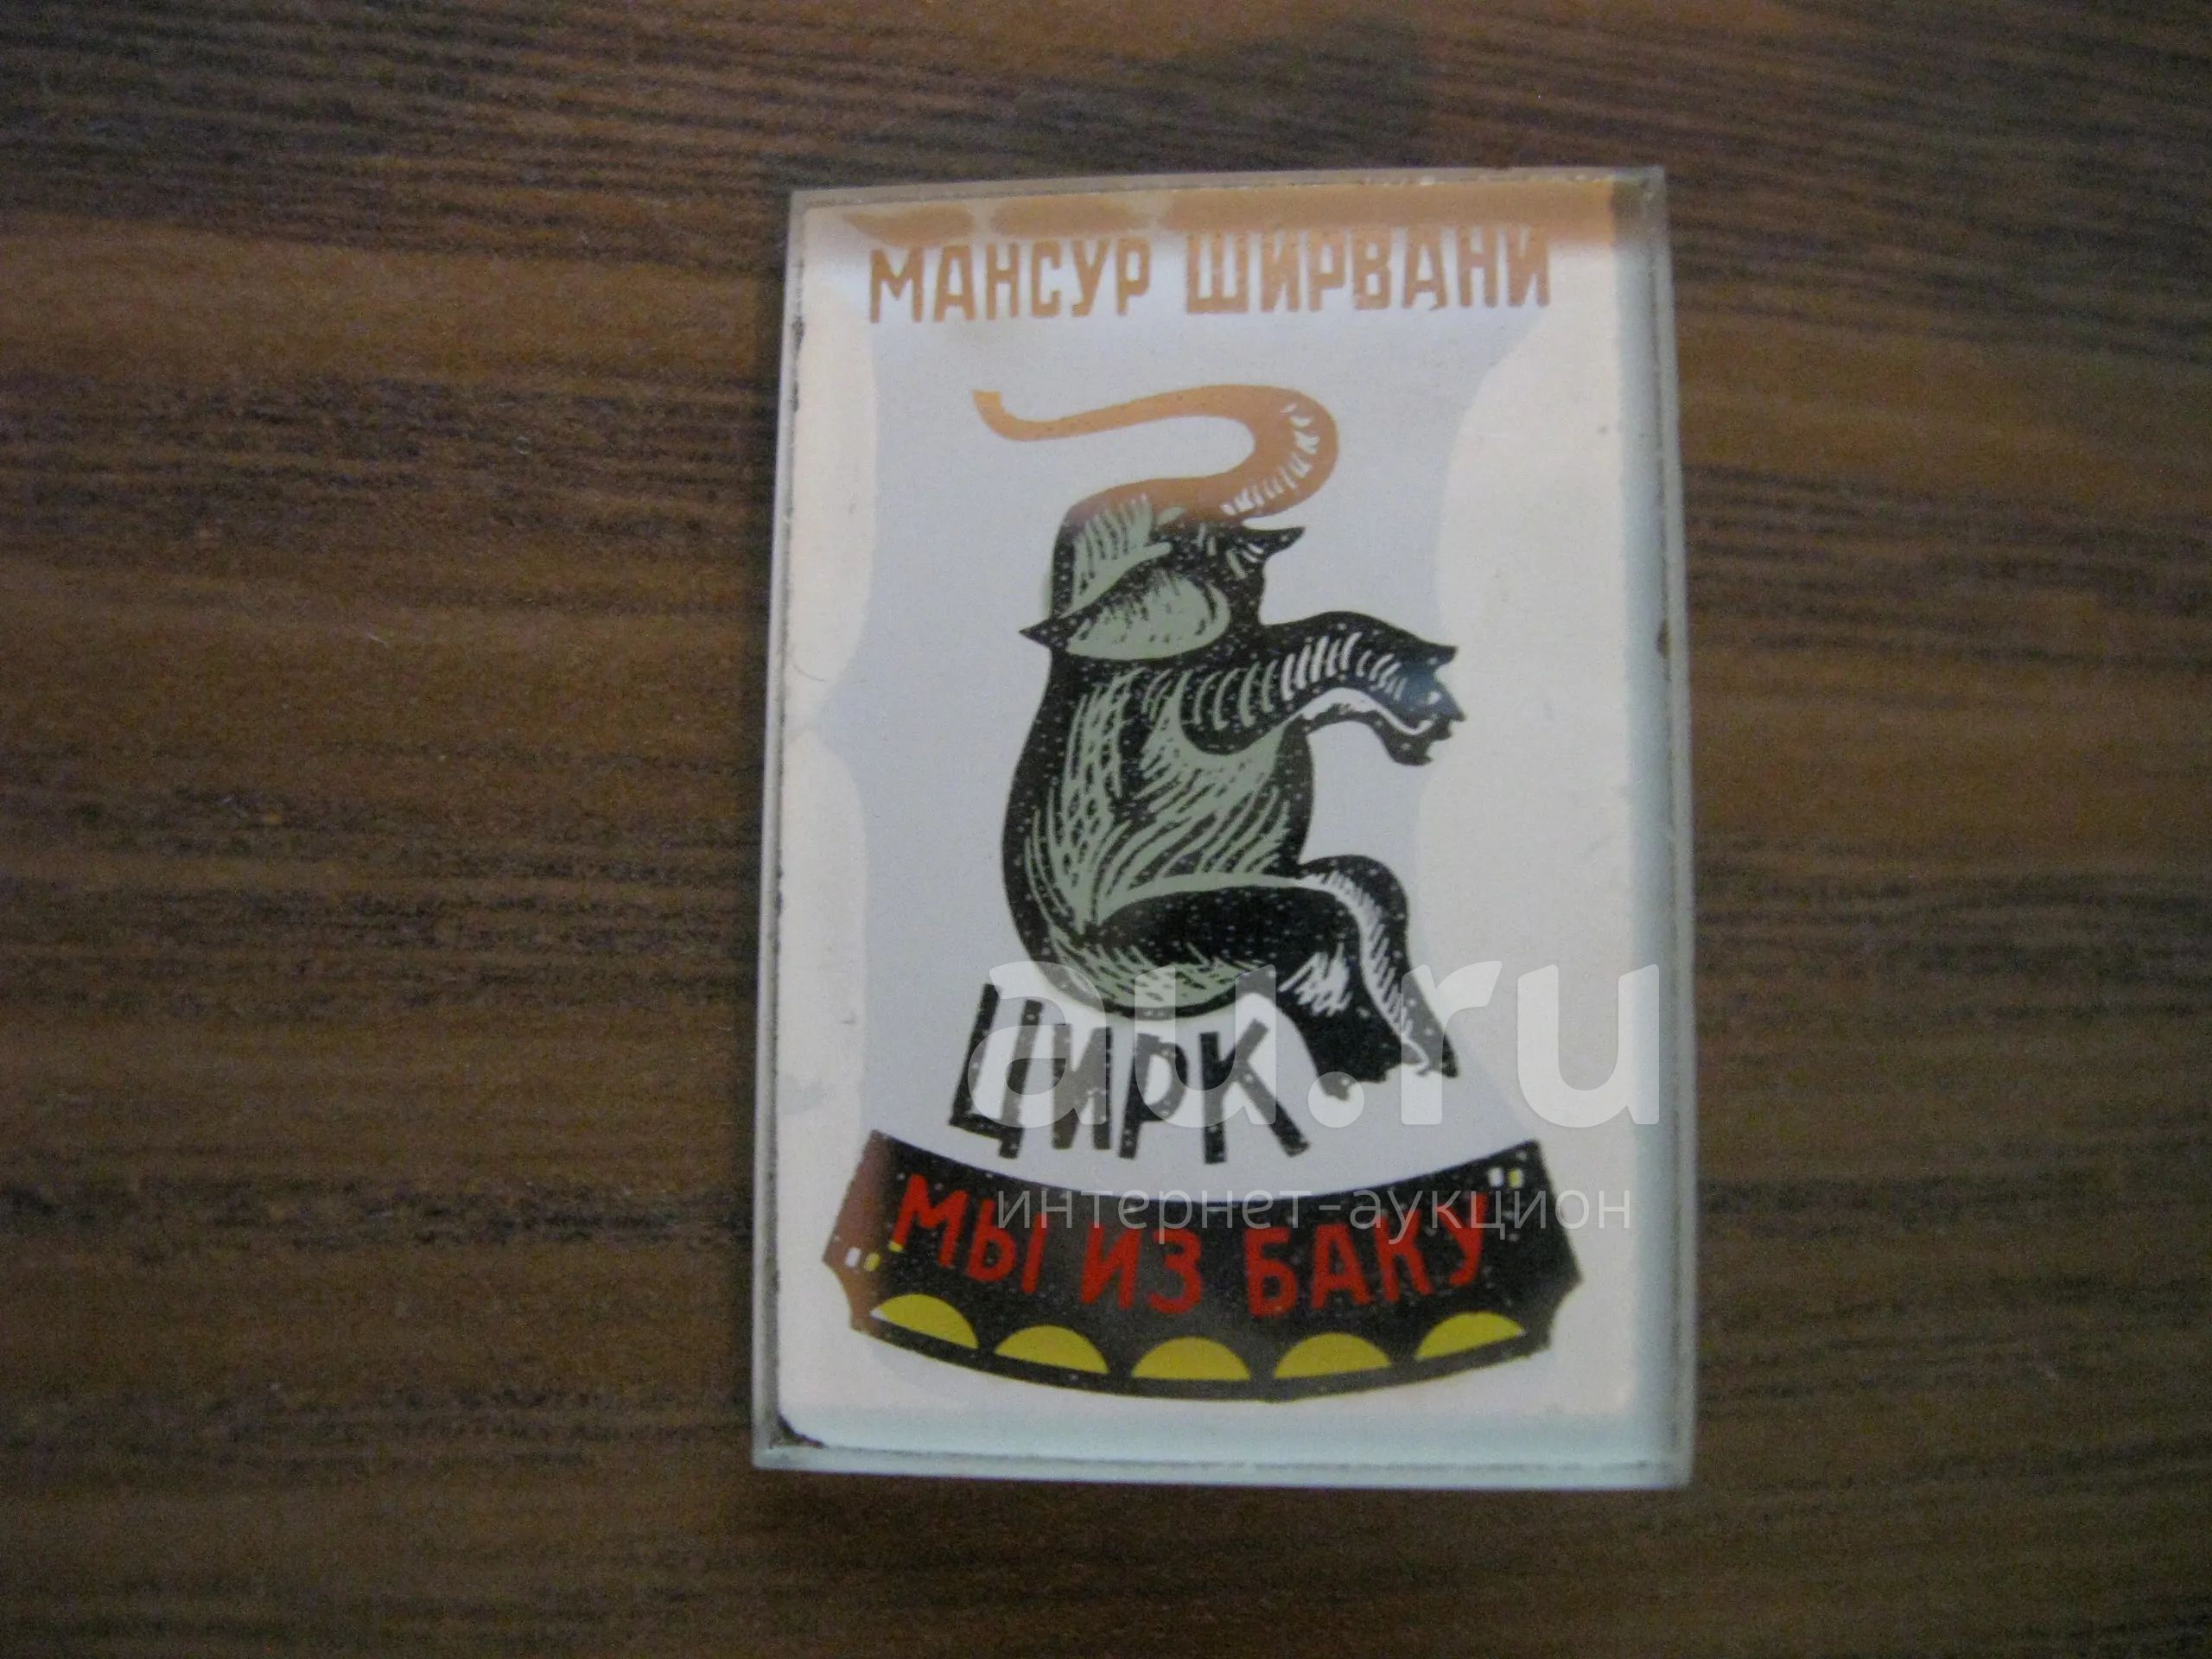 МАНСУР ШИРВАНИ
ЦИРК
au.ru
МЫ ИЗ БАКУ
интернет-аукцион